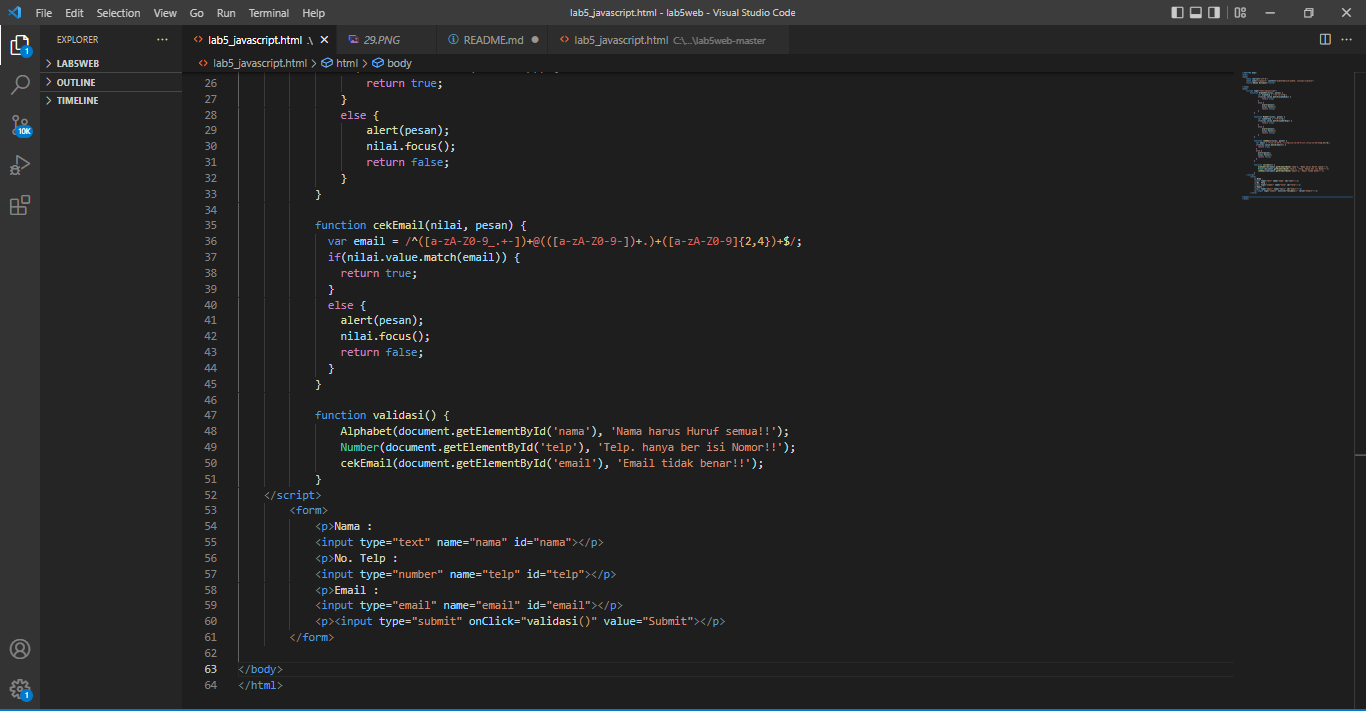 File Edit Selection View Go Run Terminal Help lab5_javascript.html - lab5web - Visual Studio Code
EXPLORER ··· lab5_javascript.html .\ 29.PNG README.md lab5_javascript.html C:\...\lab5web-master
1
LAB5WEB
OUTLINE
TIMELINE
10K
1
lab5_javascript.html > html > body
26 return true;
27 }
28 else {
29 alert(pesan);
30 nilai.focus();
31 return false;
32 }
33 }
34
35 function cekEmail(nilai, pesan) {
36 var email = /^([a-zA-Z0-9_.+-])+@(([a-zA-Z0-9-])+.)+([a-zA-Z0-9]{2,4})+$/;
37 if(nilai.value.match(email)) {
38 return true;
39 }
40 else {
41 alert(pesan);
42 nilai.focus();
43 return false;
44 }
45 }
46
47 function validasi() {
48 Alphabet(document.getElementById('nama'), 'Nama harus Huruf semua!!');
49 Number(document.getElementById('telp'), 'Telp. hanya ber isi Nomor!!');
50 cekEmail(document.getElementById('email'), 'Email tidak benar!!');
51 }
52 </script>
53 <form>
54 <p>Nama :
55 <input type="text" name="nama" id="nama"></p>
56 <p>No. Telp :
57 <input type="number" name="telp" id="telp"></p>
58 <p>Email :
59 <input type="email" name="email" id="email"></p>
60 <p><input type="submit" onClick="validasi()" value="Submit"></p>
61 </form>
62
63 </body>
64 </html>